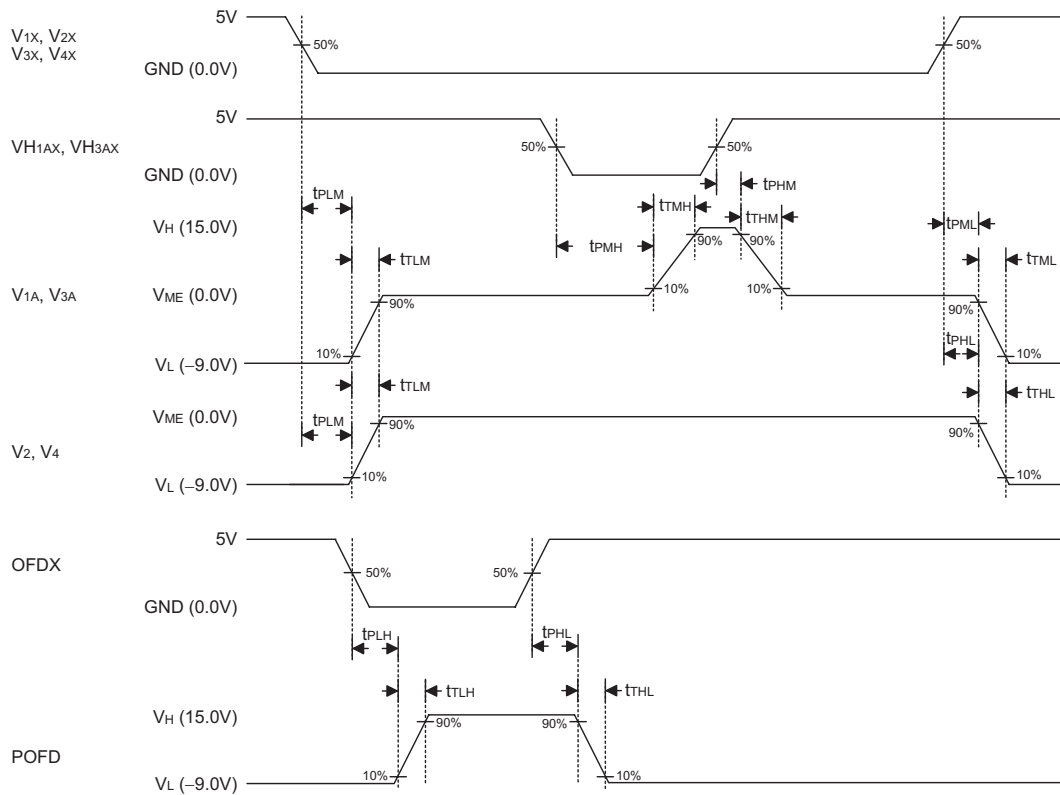 5V
V1X, V2X
V3X, V4X
50%
50%
GND (0.0V)
5V
VH1AX, VH3AX
50%
50%
GND (0.0V)
tPLM
tPHM
tTMH
tTHM
VH (15.0V)
tPMH
90%
90%
tPML
tTLM
tTML
V1A, V3A
VME (0.0V)
90%
10%
10%
90%
tPHL
10%
10%
VL (–9.0V)
tTLM
tTHL
VME (0.0V)
tPLM
90%
90%
V2, V4
10%
10%
VL (–9.0V)
5V
OFDX
50%
50%
GND (0.0V)
tPLH
tPHL
tTLH
tTHL
VH (15.0V)
90%
90%
POFD
10%
10%
VL (–9.0V)